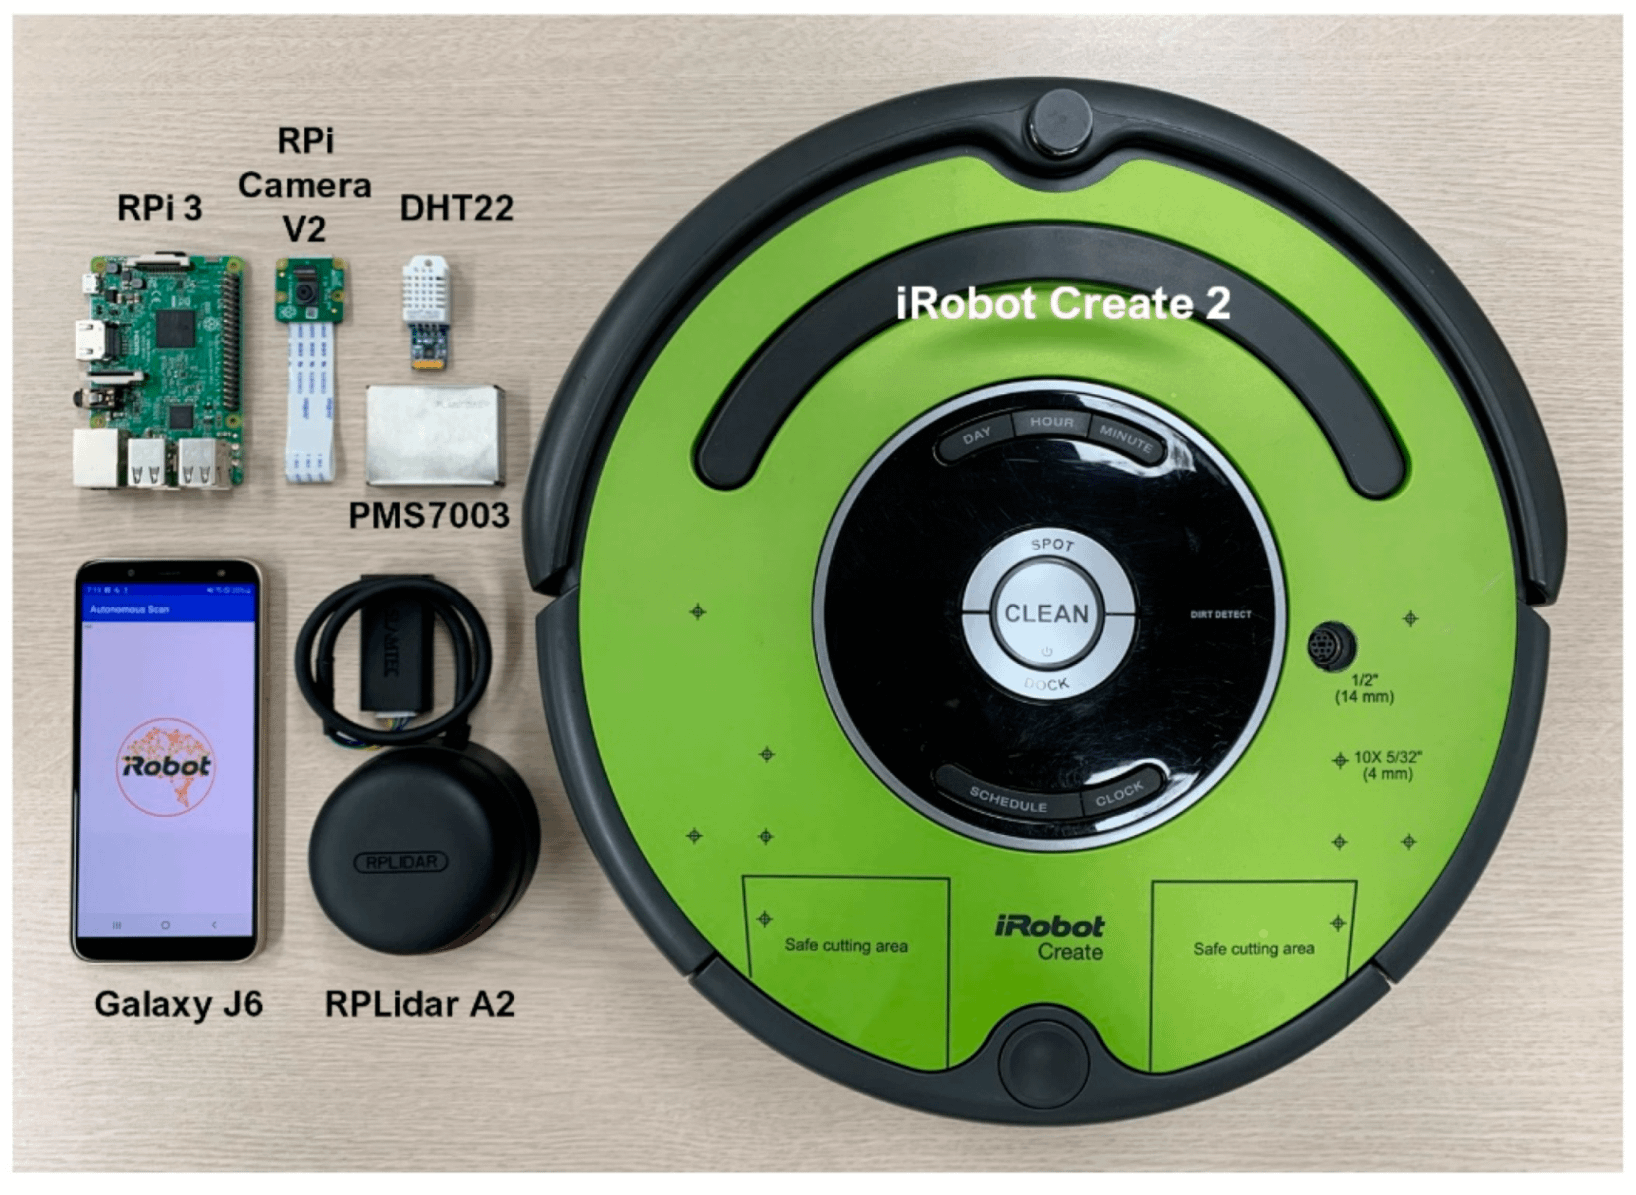 RPi
Camera
V2
RPi 3
DHT22
PMS7003
iRobot Create 2
DAY
HOUR
MINUTE
SPOT
CLEAN
DOCK
DIRT DETECT
SCHEDULE
CLOCK
1/2"
(14 mm)
10X 5/32"
(4 mm)
Safe cutting area
iRobot
Create
Safe cutting area
Autonomous Scan
iRobot
SLAMTEC
RPLIDAR
Galaxy J6
RPLidar A2